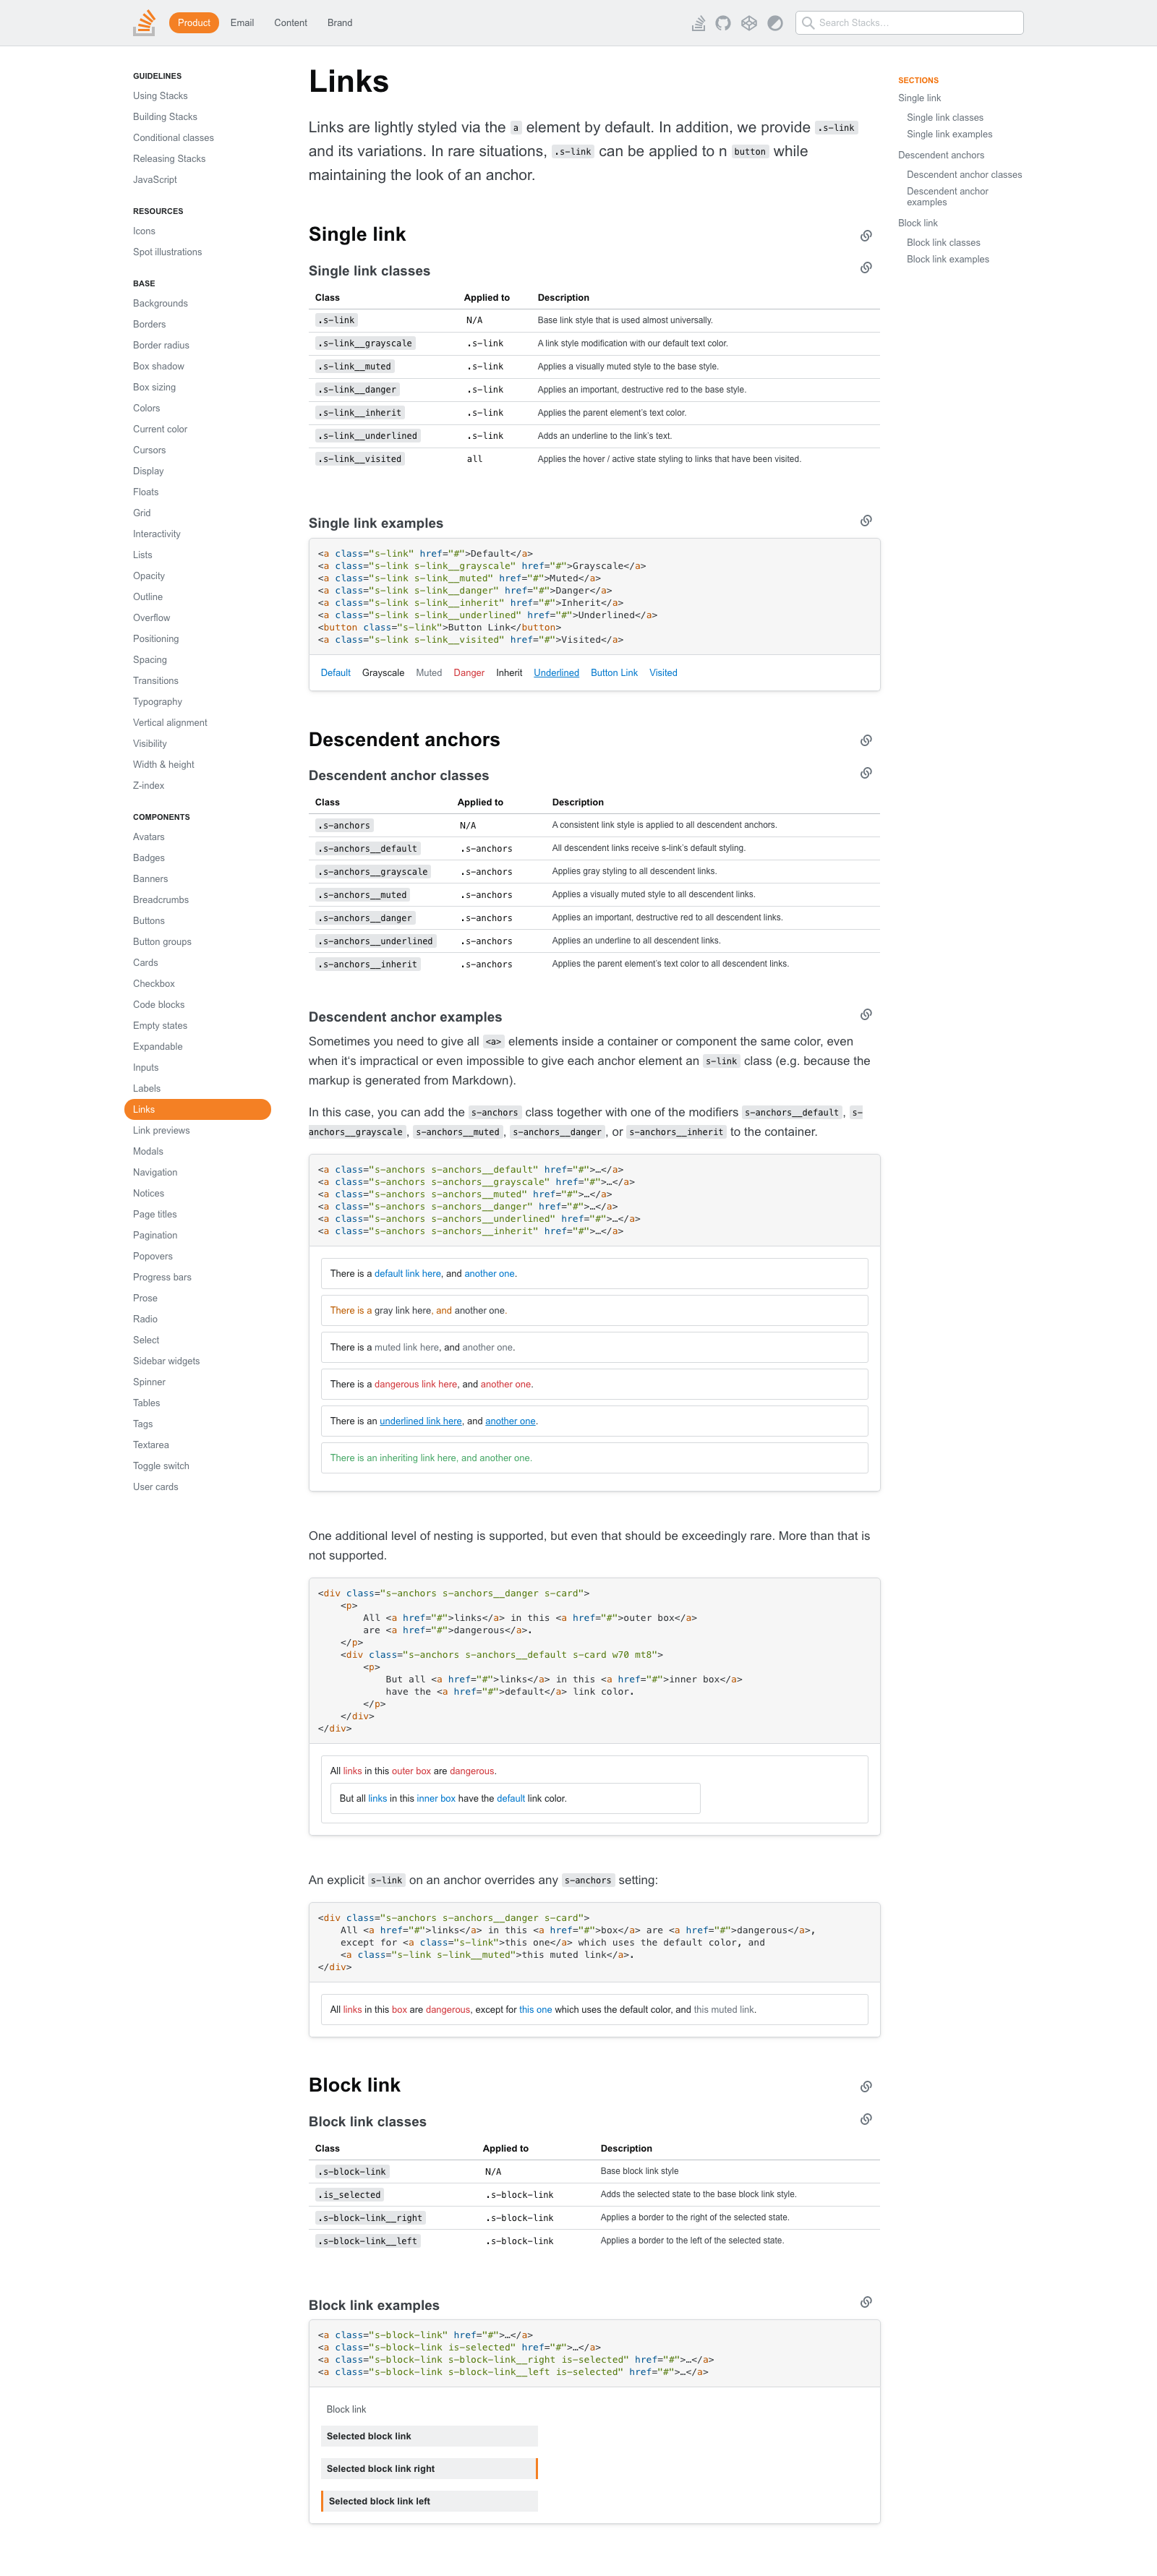 Product
Email
Content
Brand
Search Stacks…
GUIDELINES
Using Stacks
Building Stacks
Conditional classes
Releasing Stacks
JavaScript
RESOURCES
Icons
Spot illustrations
BASE
Backgrounds
Borders
Border radius
Box shadow
Box sizing
Colors
Current color
Cursors
Display
Floats
Grid
Interactivity
Lists
Opacity
Outline
Overflow
Positioning
Spacing
Transitions
Typography
Vertical alignment
Visibility
Width & height
Z-index
COMPONENTS
Avatars
Badges
Banners
Breadcrumbs
Buttons
Button groups
Cards
Checkbox
Code blocks
Empty states
Expandable
Inputs
Labels
Links
Link previews
Modals
Navigation
Notices
Page titles
Pagination
Popovers
Progress bars
Prose
Radio
Select
Sidebar widgets
Spinner
Tables
Tags
Textarea
Toggle switch
User cards
Links
Links are lightly styled via the a element by default. In addition, we provide .s-link
and its variations. In rare situations, .s-link can be applied to n button while
maintaining the look of an anchor.
Single link
Single link classes
Class Applied to Description
.s-link N/A Base link style that is used almost universally.
.s-link__grayscale .s-link A link style modification with our default text color.
.s-link__muted .s-link Applies a visually muted style to the base style.
.s-link__danger .s-link Applies an important, destructive red to the base style.
.s-link__inherit .s-link Applies the parent element's text color.
.s-link__underlined .s-link Adds an underline to the link's text.
.s-link__visited all Applies the hover / active state styling to links that have been visited.
Single link examples
<a class="s-link" href="#">Default</a>
<a class="s-link s-link__grayscale" href="#">Grayscale</a>
<a class="s-link s-link__muted" href="#">Muted</a>
<a class="s-link s-link__danger" href="#">Danger</a>
<a class="s-link s-link__inherit" href="#">Inherit</a>
<a class="s-link s-link__underlined" href="#">Underlined</a>
<button class="s-link">Button Link</button>
<a class="s-link s-link__visited" href="#">Visited</a>
Default Grayscale Muted Danger Inherit Underlined Button Link Visited
Descendent anchors
Descendent anchor classes
Class Applied to Description
.s-anchors N/A A consistent link style is applied to all descendent anchors.
.s-anchors__default .s-anchors All descendent links receive s-link's default styling.
.s-anchors__grayscale .s-anchors Applies gray styling to all descendent links.
.s-anchors__muted .s-anchors Applies a visually muted style to all descendent links.
.s-anchors__danger .s-anchors Applies an important, destructive red to all descendent links.
.s-anchors__underlined .s-anchors Applies an underline to all descendent links.
.s-anchors__inherit .s-anchors Applies the parent element's text color to all descendent links.
Descendent anchor examples
Sometimes you need to give all <a> elements inside a container or component the same color, even
when it's impractical or even impossible to give each anchor element an s-link class (e.g. because the
markup is generated from Markdown).
In this case, you can add the s-anchors class together with one of the modifiers s-anchors__default, s-
anchors__grayscale, s-anchors__muted, s-anchors__danger, or s-anchors__inherit to the container.
<a class="s-anchors s-anchors__default" href="#">…</a>
<a class="s-anchors s-anchors__grayscale" href="#">…</a>
<a class="s-anchors s-anchors__muted" href="#">…</a>
<a class="s-anchors s-anchors__danger" href="#">…</a>
<a class="s-anchors s-anchors__underlined" href="#">…</a>
<a class="s-anchors s-anchors__inherit" href="#">…</a>
There is a default link here, and another one.
There is a gray link here, and another one.
There is a muted link here, and another one.
There is a dangerous link here, and another one.
There is an underlined link here, and another one.
There is an inheriting link here, and another one.
One additional level of nesting is supported, but even that should be exceedingly rare. More than that is
not supported.
<div class="s-anchors s-anchors__danger s-card">
<p>
All <a href="#">links</a> in this <a href="#">outer box</a>
are <a href="#">dangerous</a>.
</p>
<div class="s-anchors s-anchors__default s-card w70 mt8">
<p>
But all <a href="#">links</a> in this <a href="#">inner box</a>
have the <a href="#">default</a> link color.
</p>
</div>
</div>
All links in this outer box are dangerous.
But all links in this inner box have the default link color.
An explicit s-link on an anchor overrides any s-anchors setting:
<div class="s-anchors s-anchors__danger s-card">
All <a href="#">links</a> in this <a href="#">box</a> are <a href="#">dangerous</a>,
except for <a class="s-link">this one</a> which uses the default color, and
<a class="s-link s-link__muted">this muted link</a>.
</div>
All links in this box are dangerous, except for this one which uses the default color, and this muted link.
Block link
Block link classes
Class Applied to Description
.s-block-link N/A Base block link style
.is_selected .s-block-link Adds the selected state to the base block link style.
.s-block-link__right .s-block-link Applies a border to the right of the selected state.
.s-block-link__left .s-block-link Applies a border to the left of the selected state.
Block link examples
<a class="s-block-link" href="#">…</a>
<a class="s-block-link is-selected" href="#">…</a>
<a class="s-block-link s-block-link__right is-selected" href="#">…</a>
<a class="s-block-link s-block-link__left is-selected" href="#">…</a>
Block link
Selected block link
Selected block link right
Selected block link left
SECTIONS
Single link
Single link classes
Single link examples
Descendent anchors
Descendent anchor classes
Descendent anchor
examples
Block link
Block link classes
Block link examples